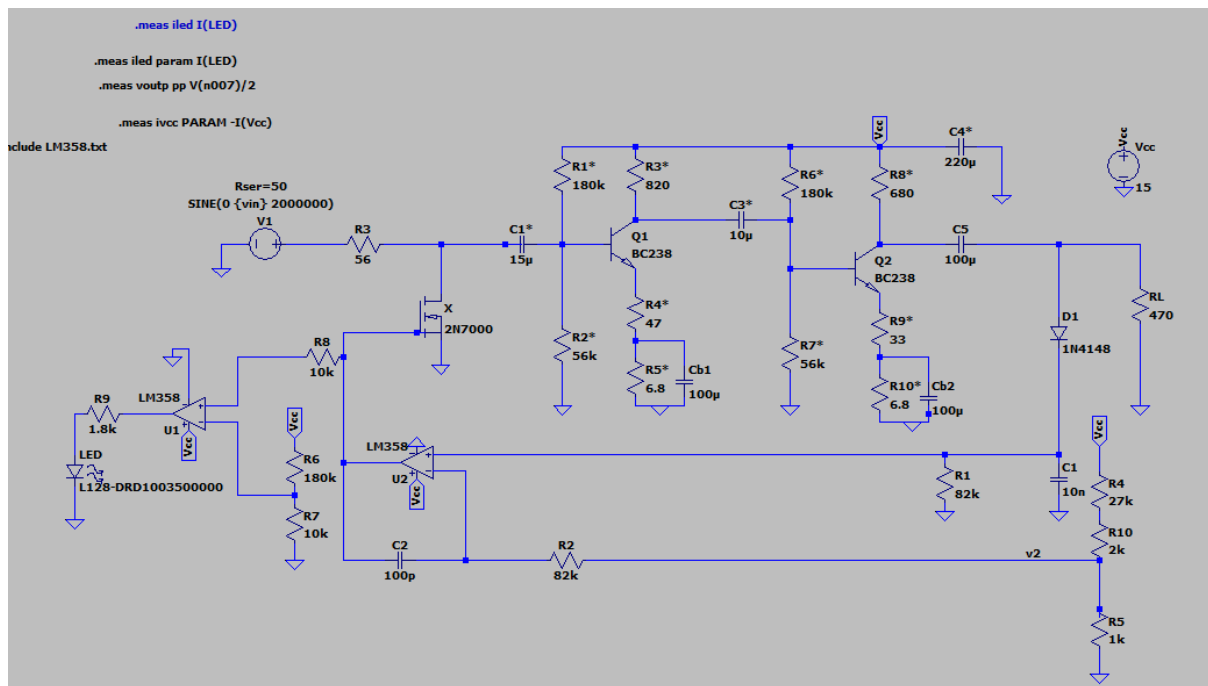 .meas iled I(LED)
.meas iled param I(LED)
.meas voutp pp V(n007)/2
.meas ivcc PARAM -I(Vcc)
nclude LM358.txt
Rser=50
SINE(0 {vin} 2000000)
V1
R3
56
C1*
15µ
R1*
180k
R3*
820
Q1
BC238
R2*
56k
R4*
47
R5*
6.8
Cb1
100µ
C3*
10µ
R6*
180k
R7*
56k
Vcc
R8*
680
C4*
220µ
Q2
BC238
R9*
33
R10*
6.8
Cb2
100µ
C5
100µ
D1
1N4148
RL
470
Vcc
Vcc
15
X
2N7000
R8
10k
LM358
U1
Vcc
R9
1.8k
LED
L128-DRD1003500000
Vcc
R6
180k
R7
10k
LM358
U2
Vcc
C2
100p
R2
82k
v2
R1
82k
C1
10n
Vcc
R4
27k
R10
2k
R5
1k